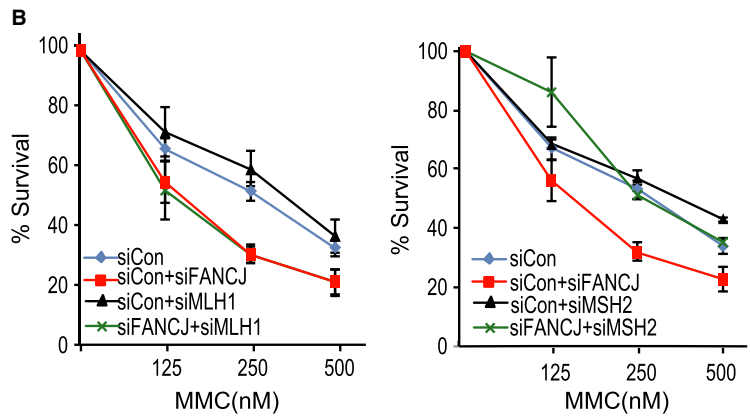 B
100
80
60
40
20
0
% Survival
siCon
siCon+siFANCJ
siCon+siMLH1
siFANCJ+siMLH1
125 250 500
MMC(nM)
100
80
60
40
20
0
% Survival
siCon
siCon+siFANCJ
siCon+siMSH2
siFANCJ+siMSH2
125 250 500
MMC(nM)